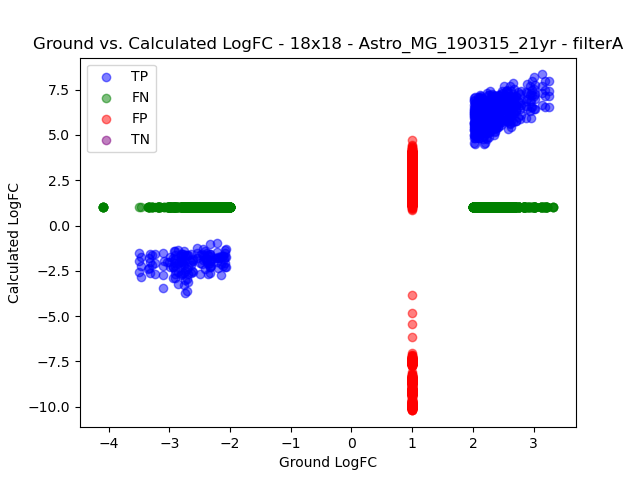 Ground vs. Calculated LogFC - 18x18 - Astro_MG_190315_21yr - filterA
TP
FN
FP
TN
7.5
5.0
2.5
0.0
−2.5
−5.0
−7.5
−10.0
Calculated LogFC
−4 −3 −2 −1 0 1 2 3
Ground LogFC